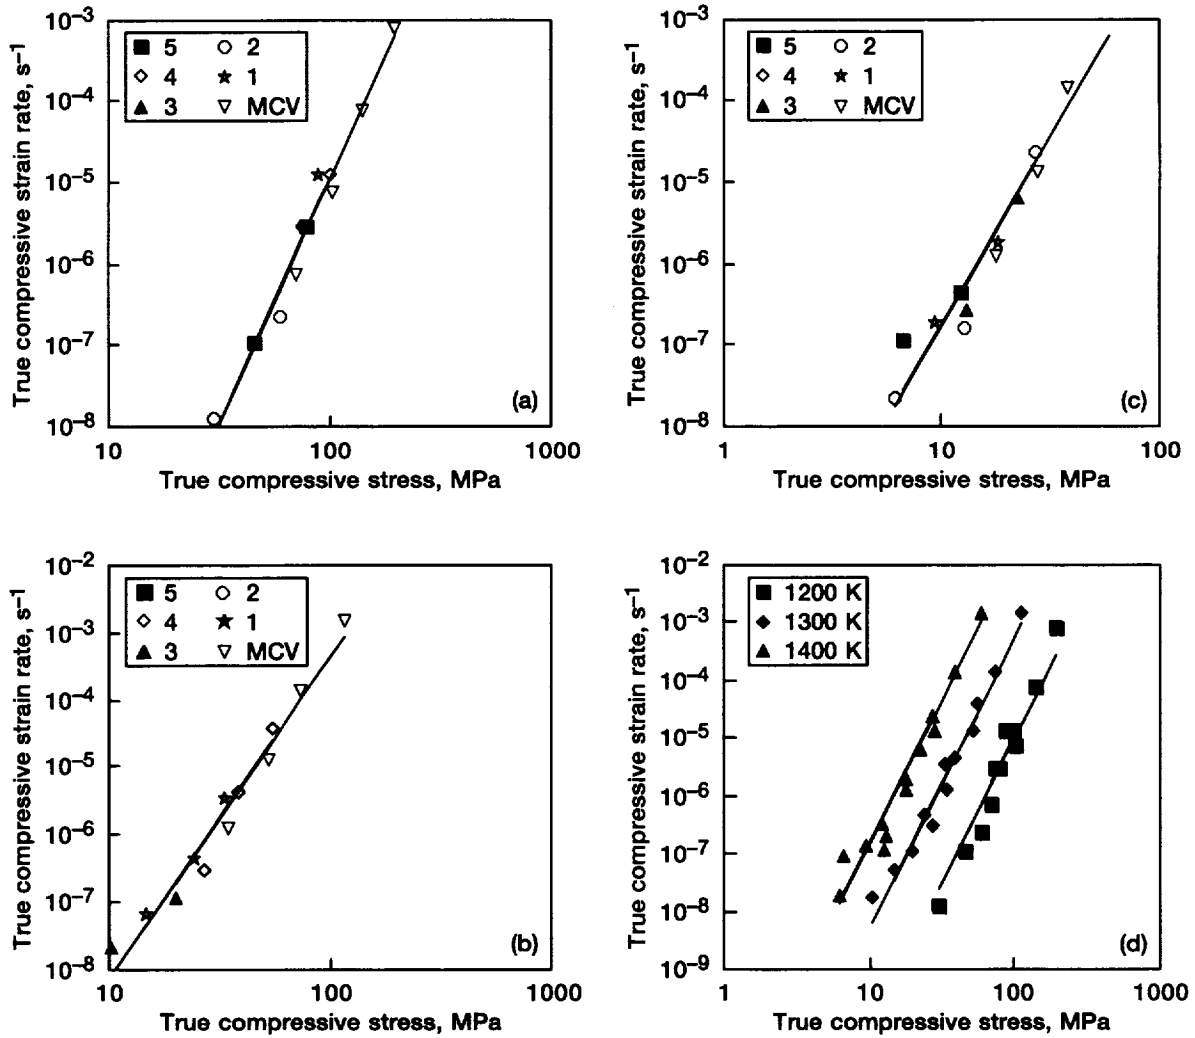 10⁻³
10⁻⁴
10⁻⁵
10⁻⁶
10⁻⁷
10⁻⁸
True compressive strain rate, s⁻¹
5 2
4 1
3 MCV
(a)
10 100 1000
True compressive stress, MPa
10⁻³
10⁻⁴
10⁻⁵
10⁻⁶
10⁻⁷
10⁻⁸
True compressive strain rate, s⁻¹
5 2
4 1
3 MCV
(c)
1 10 100
True compressive stress, MPa
10⁻²
10⁻³
10⁻⁴
10⁻⁵
10⁻⁶
10⁻⁷
10⁻⁸
True compressive strain rate, s⁻¹
5 2
4 1
3 MCV
(b)
10 100 1000
True compressive stress, MPa
10⁻²
10⁻³
10⁻⁴
10⁻⁵
10⁻⁶
10⁻⁷
10⁻⁸
10⁻⁹
True compressive strain rate, s⁻¹
1200 K
1300 K
1400 K
(d)
1 10 100 1000
True compressive stress, MPa